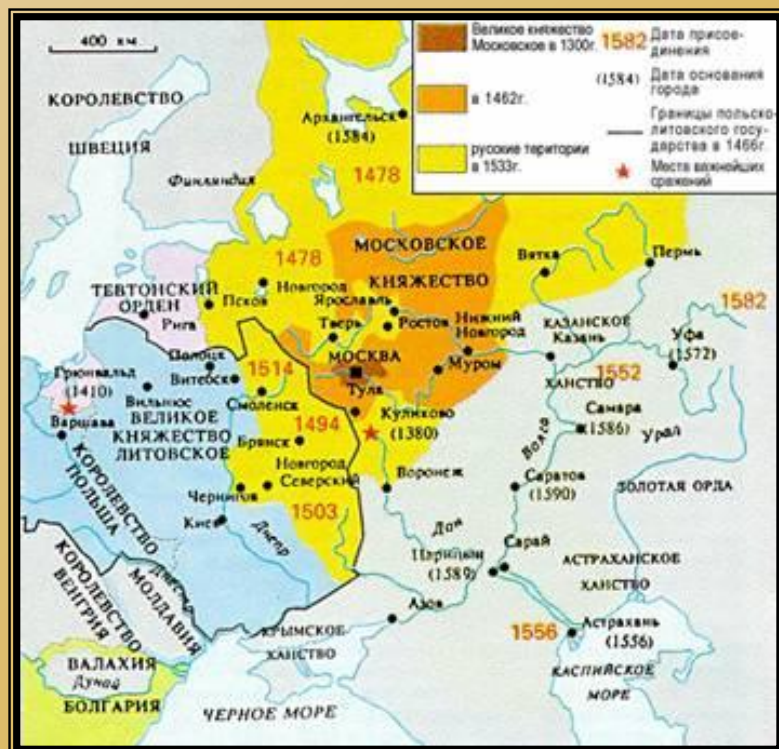 400 км
Великое княжество
Московское в 1300г.
в 1462г.
русские територии
в 1533г.
1582 Дата присое-
динения
(1584) Дата основания
города
Границы польско-
литовского госу-
дарства в 1466г.
Места важнейших
сражений
КОРОЛЕВСТВО
ШВЕЦИЯ
Финляндия
Архангельск
(1584)
1478
1478
МОСКОВСКОЕ
КНЯЖЕСТВО
Вятка
Пермь
ТЕВТОНСКИЙ
ОРДЕН
Рига
Псков
Новгород
Ярославль
Ростов
Тверь
Нижний
Новгород
КАЗАНСКОЕ
Казань
ХАНСТВО
1582
Уфа
(1572)
1552
МОСКВА
Муром
Тула
Полоцк
Витебск
1514
Смоленск
Грюнвальд
(1410)
Вильнюс
ВЕЛИКОЕ
КНЯЖЕСТВО
ЛИТОВСКОЕ
Варшава
1494
Куликово
(1380)
Самара
(1586)
Урал
Волга
Брянск
Новгород
Северский
Воронеж
Саратов
(1590)
ЗОЛОТАЯ ОРДА
КОРОЛЕВСТВО
ПОЛЬША
Чернигов
Киев
1503
Днепр
Дон
Царицын
(1589)
Сарай
АСТРАХАНСКОЕ
ХАНСТВО
КОРОЛЕВСТВО
ВЕНГРИЯ
Днестр
МОЛДАВИЯ
Азов
КРЫМСКОЕ
ХАНСТВО
1556
Астрахань
(1556)
ВАЛАХИЯ
Дунай
БОЛГАРИЯ
ЧЕРНОЕ МОРЕ
КАСПИЙСКОЕ
МОРЕ